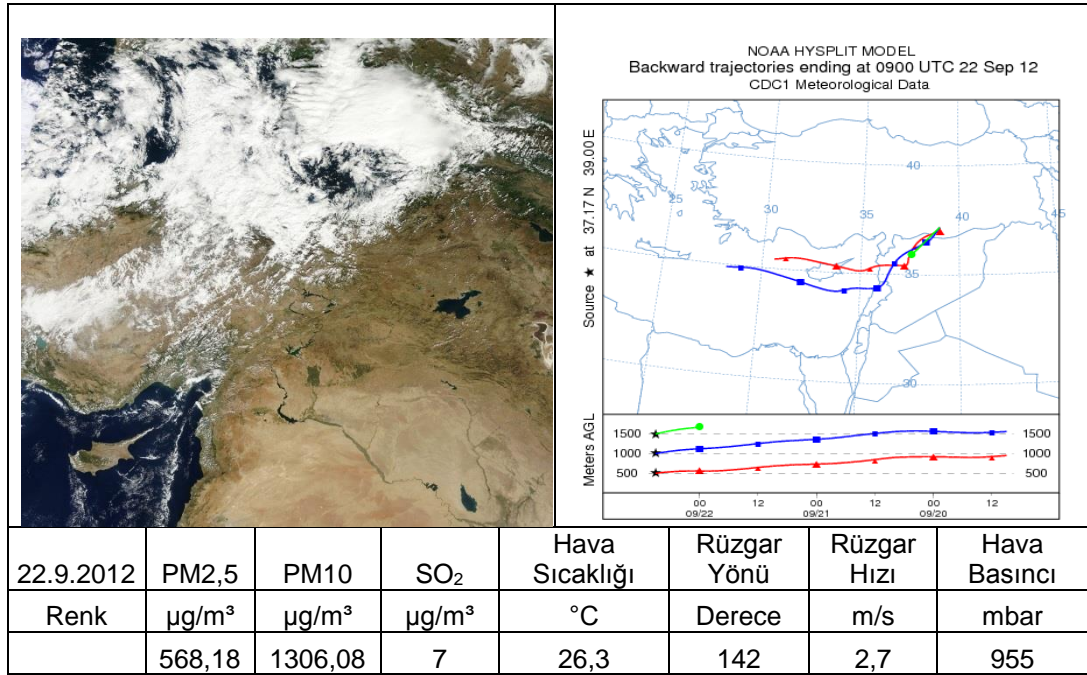 NOAA HYSPLIT MODEL
Backward trajectories ending at 0900 UTC 22 Sep 12
CDC1 Meteorological Data
Source ★ at 37.17 N 39.00 E
40
25
30
35
40
45
35
30
Meters AGL
1500
1000
500
1500
1000
500
00 12 00 12 00 12
09/22 09/21 09/20
22.9.2012 PM2,5 PM10 SO₂ Hava Sıcaklığı Rüzgar Yönü Rüzgar Hızı Hava Basıncı
Renk µg/m³ µg/m³ µg/m³ °C Derece m/s mbar
568,18 1306,08 7 26,3 142 2,7 955